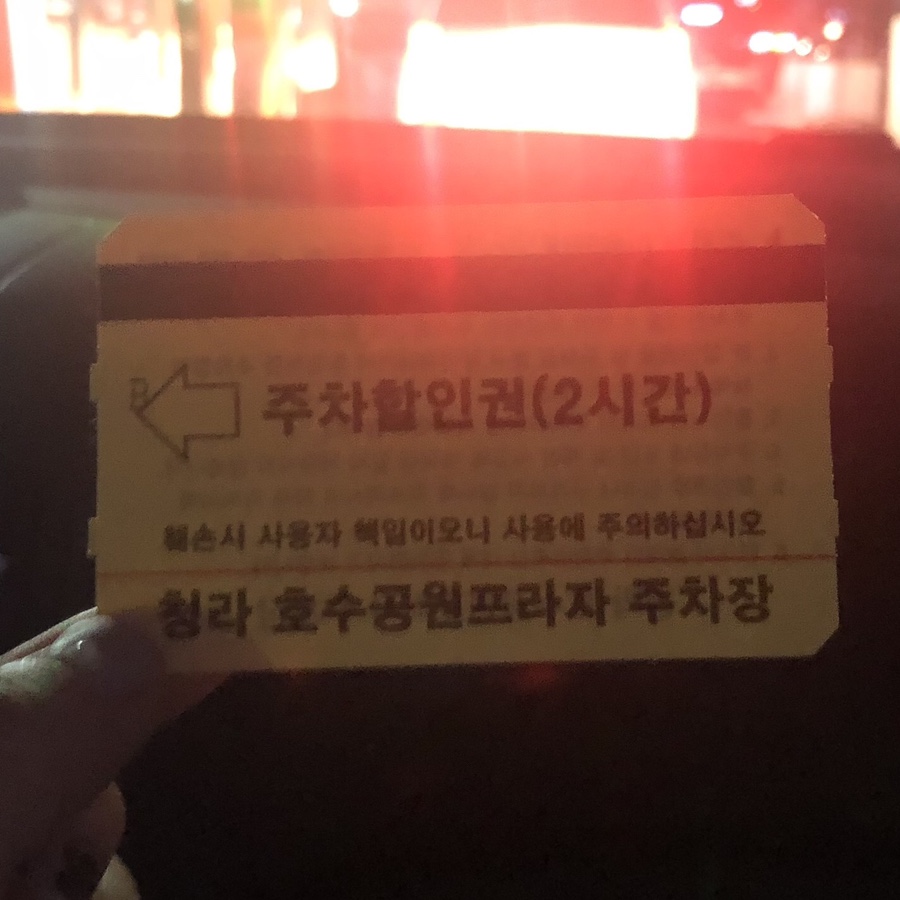 주차할인권(2시간)
훼손시 사용자 책임이오니 사용에 주의하십시오
청라 호수공원프라자 주차장